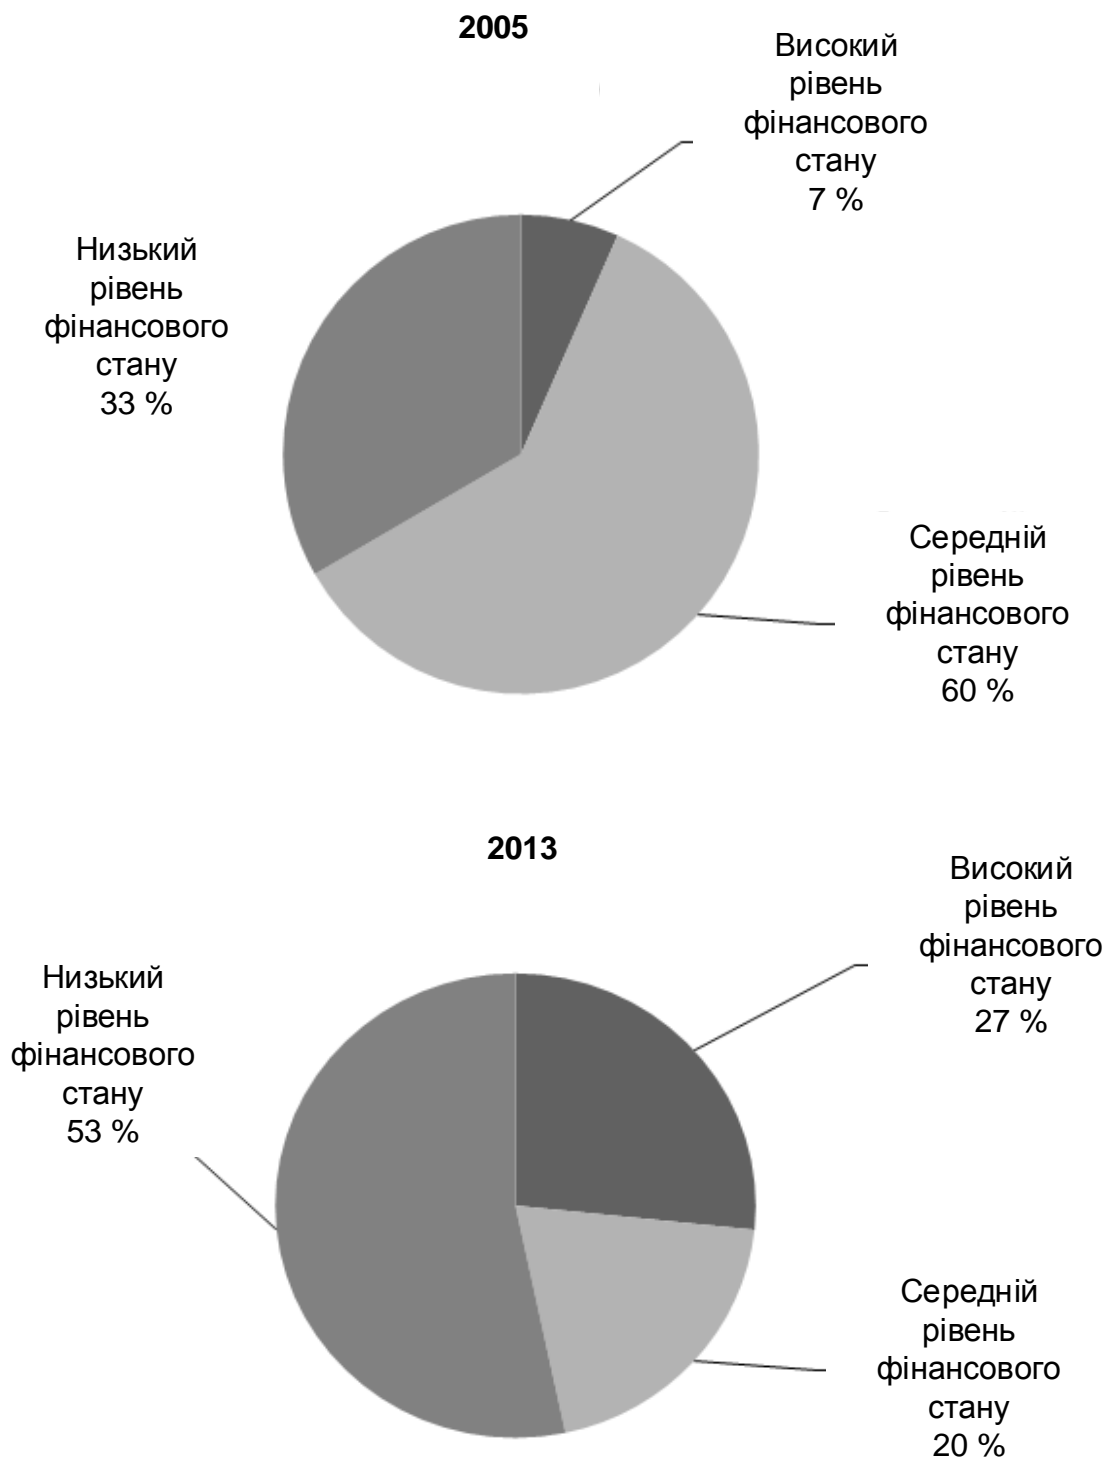 2005
Високий
рівень
фінансового
стану
7 %
Низький
рівень
фінансового
стану
33 %
Середній
рівень
фінансового
стану
60 %
2013
Високий
рівень
фінансового
стану
27 %
Низький
рівень
фінансового
стану
53 %
Середній
рівень
фінансового
стану
20 %